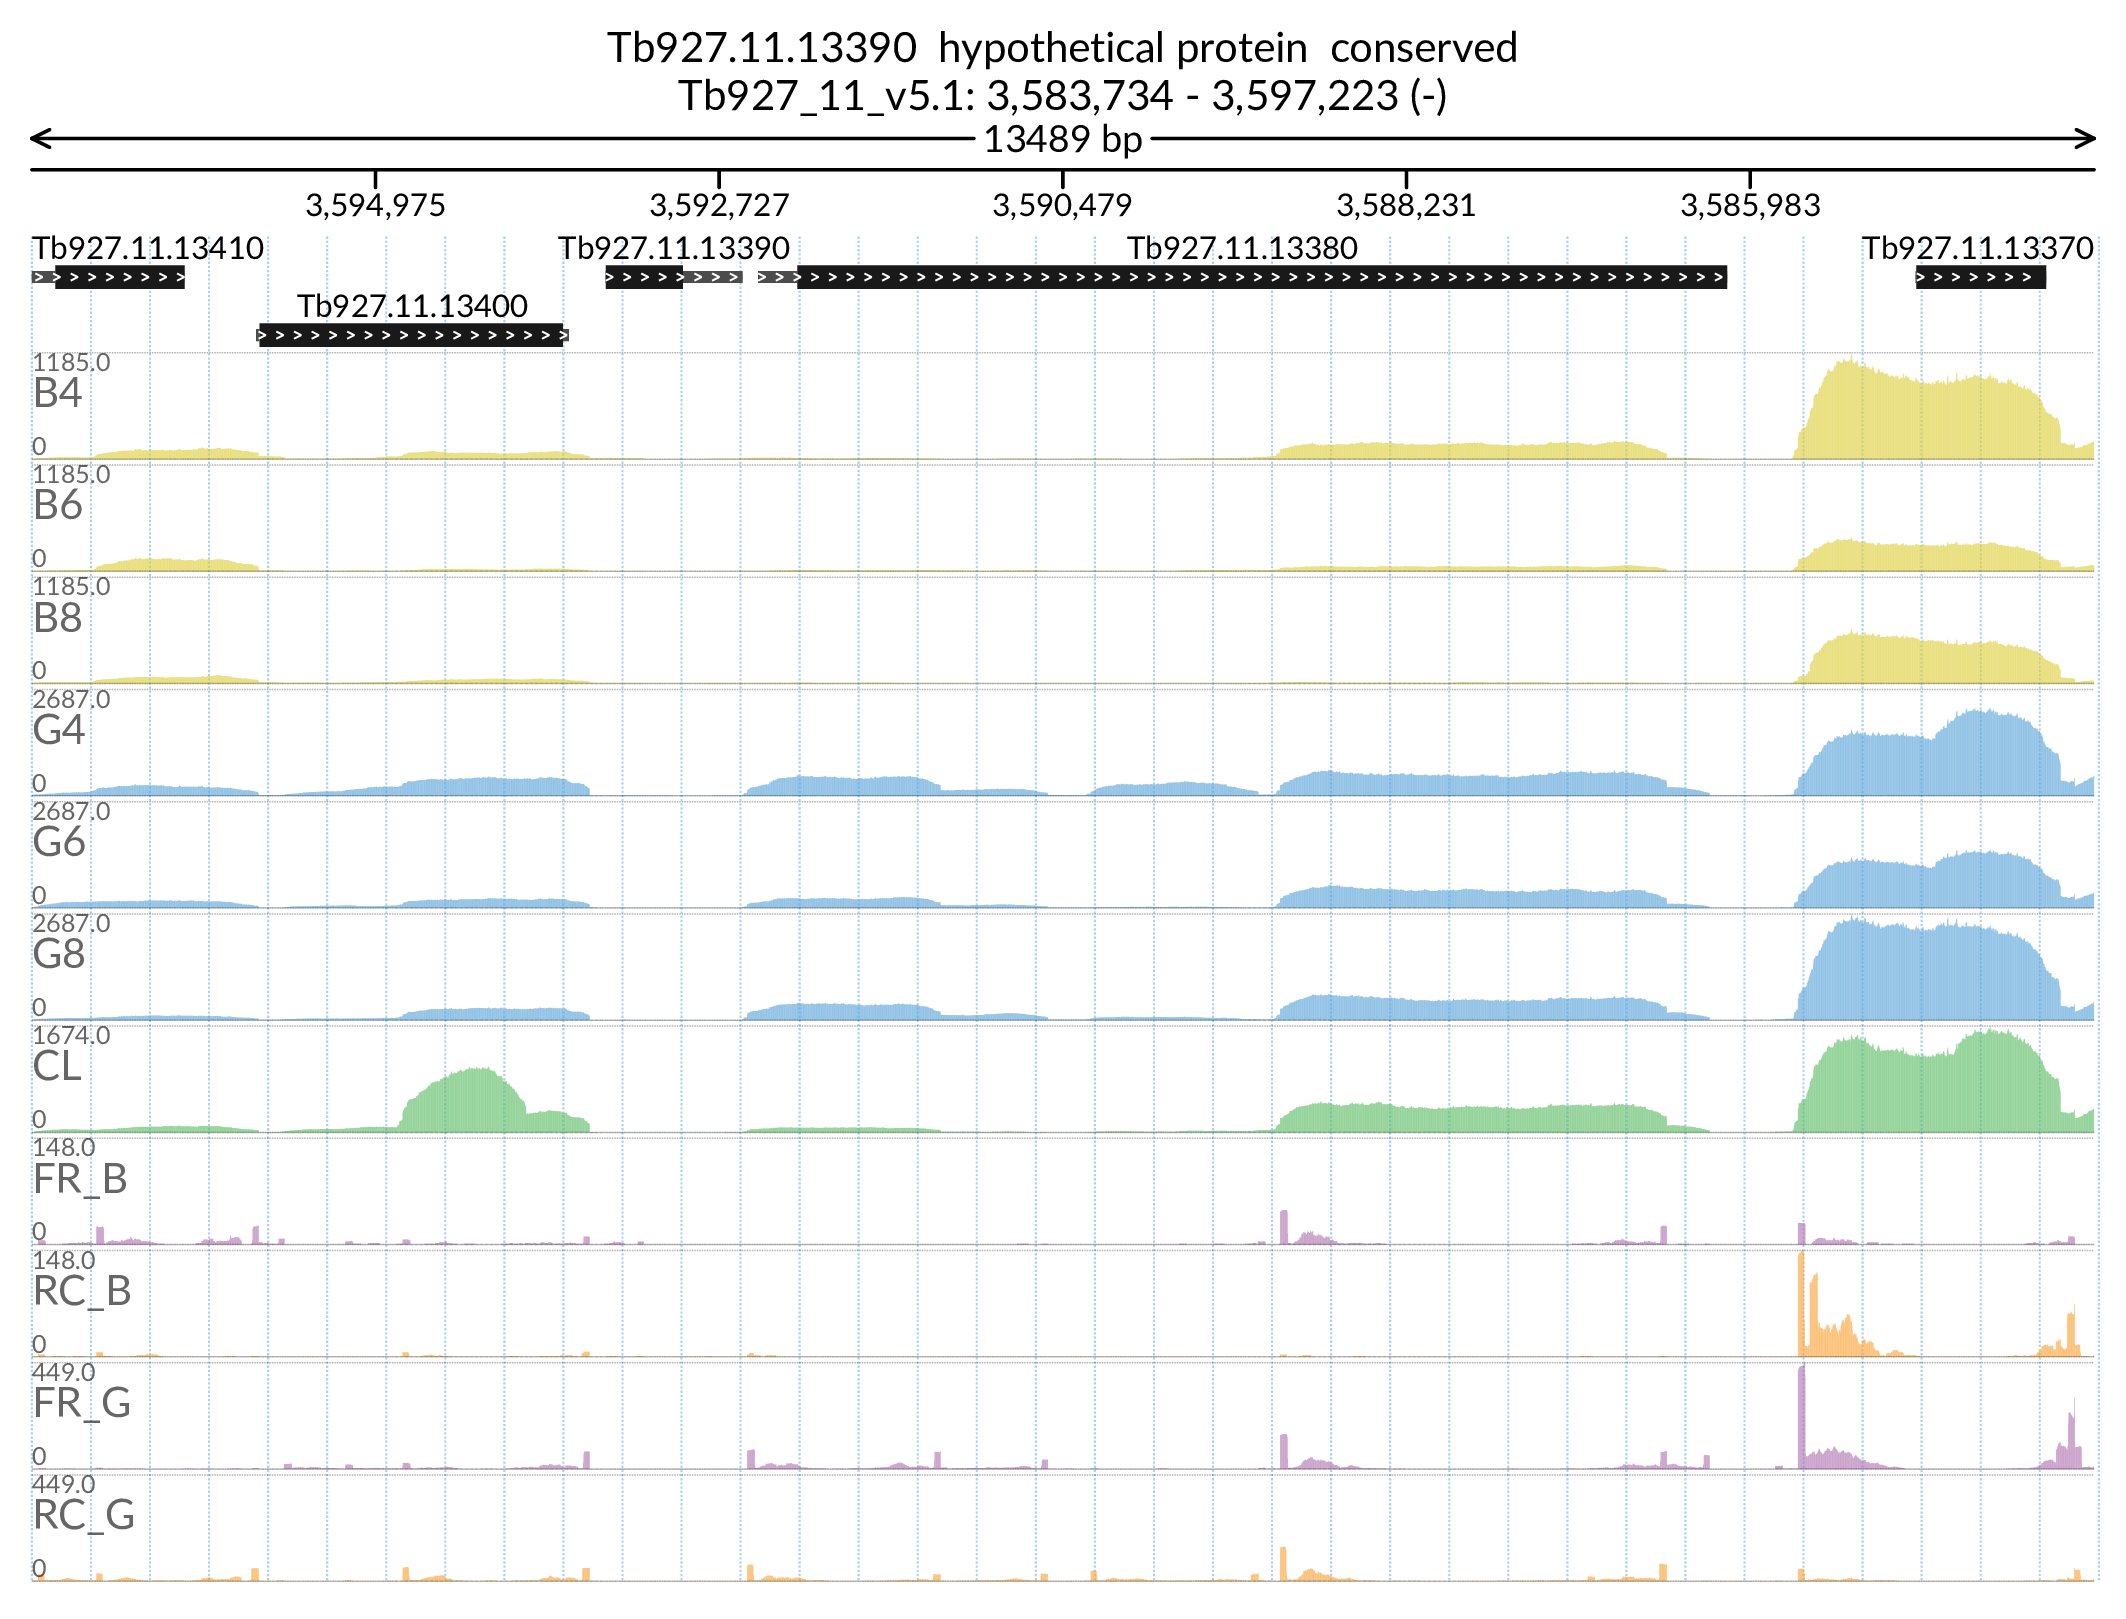 Tb927.11.13390  hypothetical protein  conserved
Tb927_11_v5.1: 3,583,734 - 3,597,223 (-)
13489 bp
3,594,975 3,592,727 3,590,479 3,588,231 3,585,983
Tb927.11.13410 Tb927.11.13390 Tb927.11.13380 Tb927.11.13370
Tb927.11.13400
1185.0
B4
0
1185.0
B6
0
1185.0
B8
0
2687.0
G4
0
2687.0
G6
0
2687.0
G8
0
1674.0
CL
0
148.0
FR_B
0
148.0
RC_B
0
449.0
FR_G
0
449.0
RC_G
0